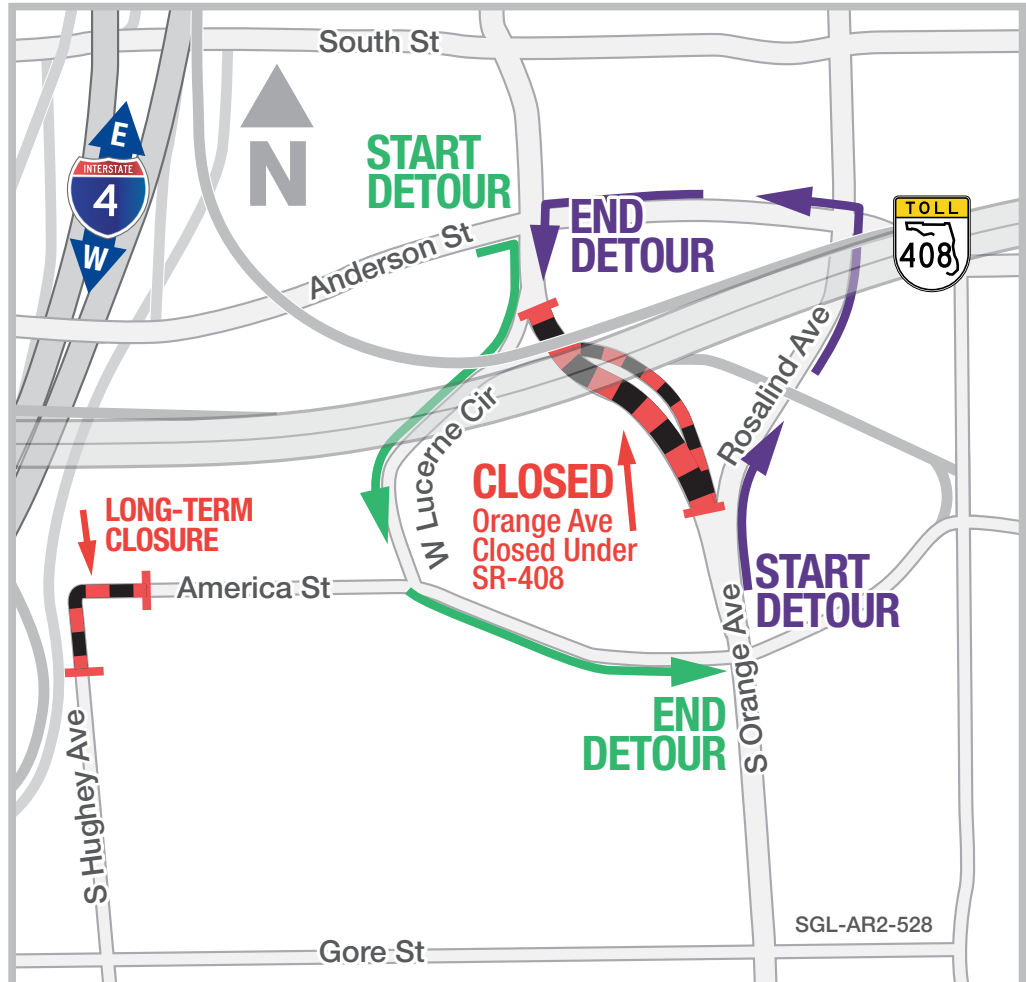 South St
E
INTERSTATE
4
W
N
START
DETOUR
TOLL
408
END
DETOUR
Anderson St
Rosalind Ave
W Lucerne Cir
CLOSED
Orange Ave
Closed Under
SR-408
LONG-TERM
CLOSURE
America St
START
DETOUR
S Orange Ave
END
DETOUR
S Hughey Ave
SGL-AR2-528
Gore St